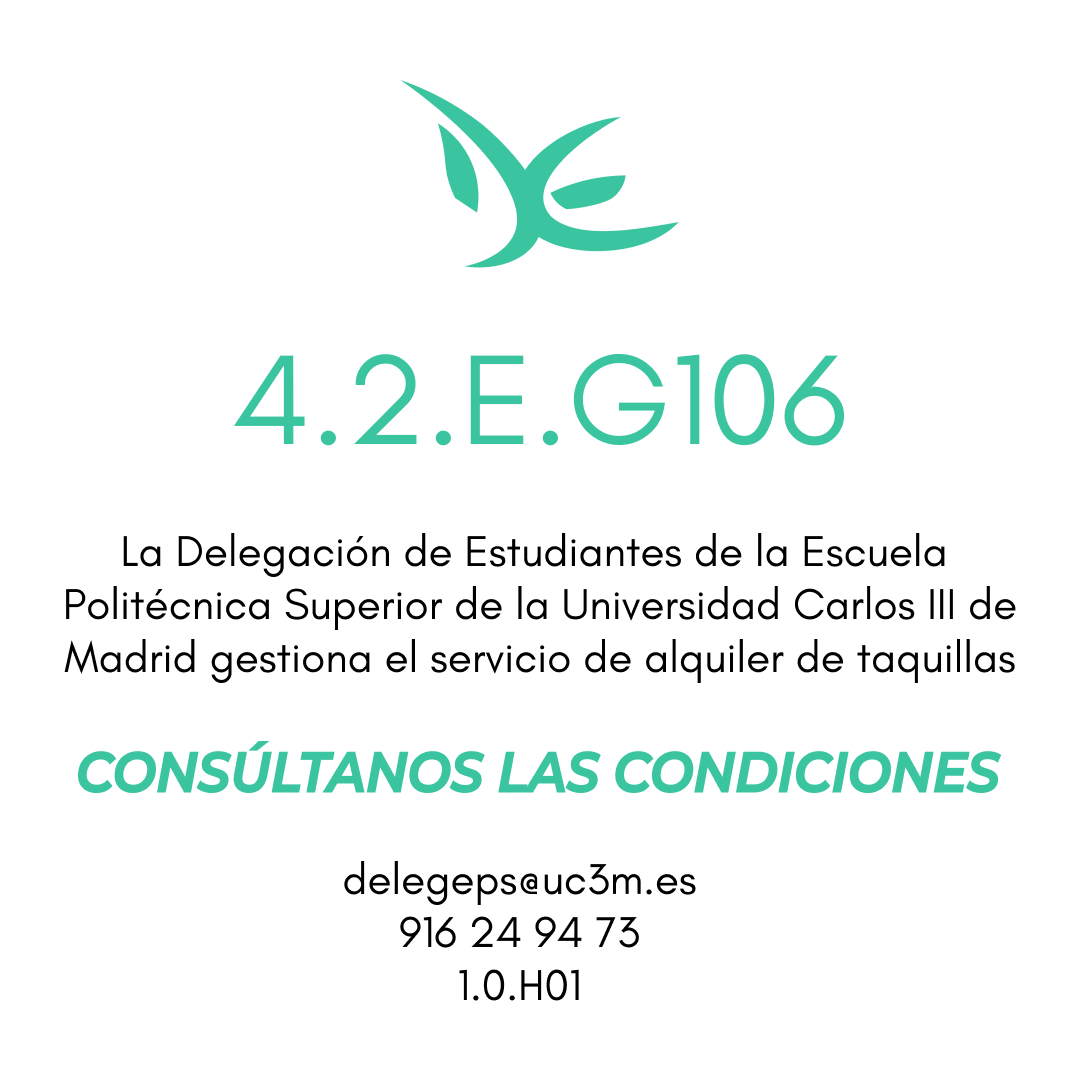 4.2.E.G106
La Delegación de Estudiantes de la Escuela
Politécnica Superior de la Universidad Carlos III de
Madrid gestiona el servicio de alquiler de taquillas
CONSÚLTANOS LAS CONDICIONES
delegeps@uc3m.es
916 24 94 73
1.0.H01